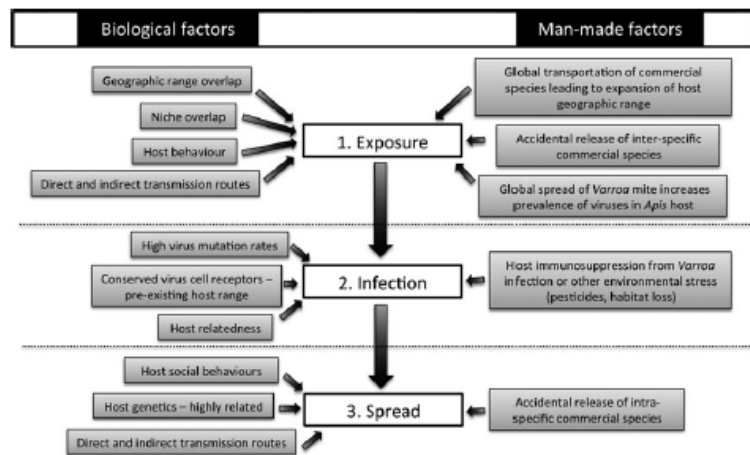 Biological factors
Man-made factors
Geographic range overlap
Niche overlap
Host behaviour
Direct and indirect transmission routes
1. Exposure
Global transportation of commercial
species leading to expansion of host
geographic range
Accidental release of inter-specific
commercial species
Global spread of Varroa mite increases
prevalence of viruses in Apis host
High virus mutation rates
Conserved virus cell receptors –
pre-existing host range
Host relatedness
2. Infection
Host immunosuppression from Varroa
infection or other environmental stress
(pesticides, habitat loss)
Host social behaviours
Host genetics – highly related
Direct and indirect transmission routes
3. Spread
Accidental release of intra-
specific commercial species